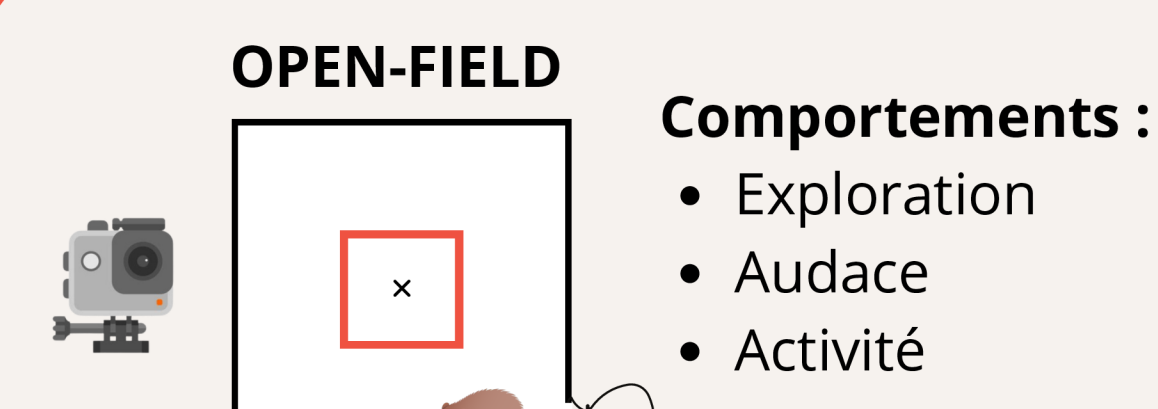 OPEN-FIELD
Comportements :
• Exploration
• Audace
• Activité